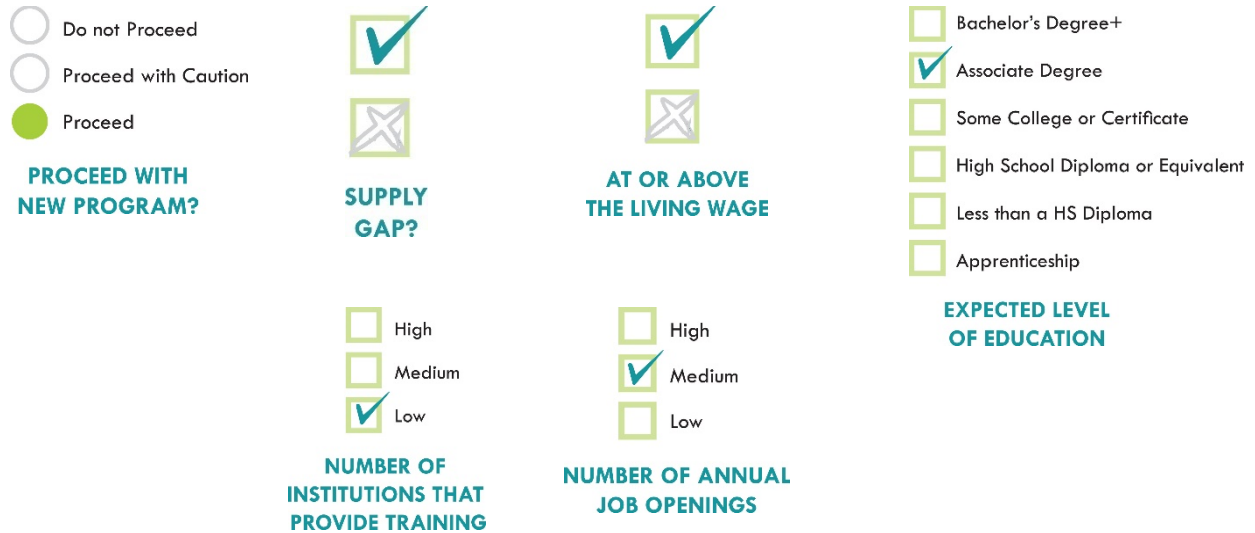 Do not Proceed
Proceed with Caution
Proceed
PROCEED WITH
NEW PROGRAM?
SUPPLY
GAP?
AT OR ABOVE
THE LIVING WAGE
Bachelor's Degree+
Associate Degree
Some College or Certificate
High School Diploma or Equivalent
Less than a HS Diploma
Apprenticeship
EXPECTED LEVEL
OF EDUCATION
High
Medium
Low
NUMBER OF
INSTITUTIONS THAT
PROVIDE TRAINING
High
Medium
Low
NUMBER OF ANNUAL
JOB OPENINGS